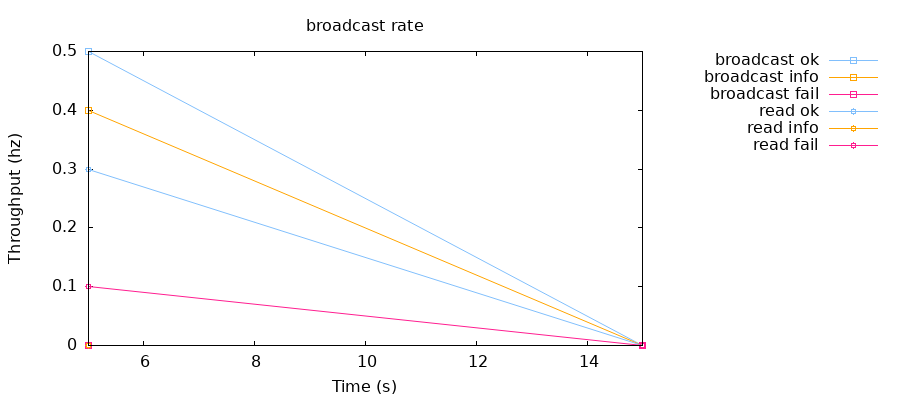 broadcast rate
Throughput (hz)
0.5
0.4
0.3
0.2
0.1
0
6
8
10
12
14
Time (s)
broadcast ok
broadcast info
broadcast fail
read ok
read info
read fail